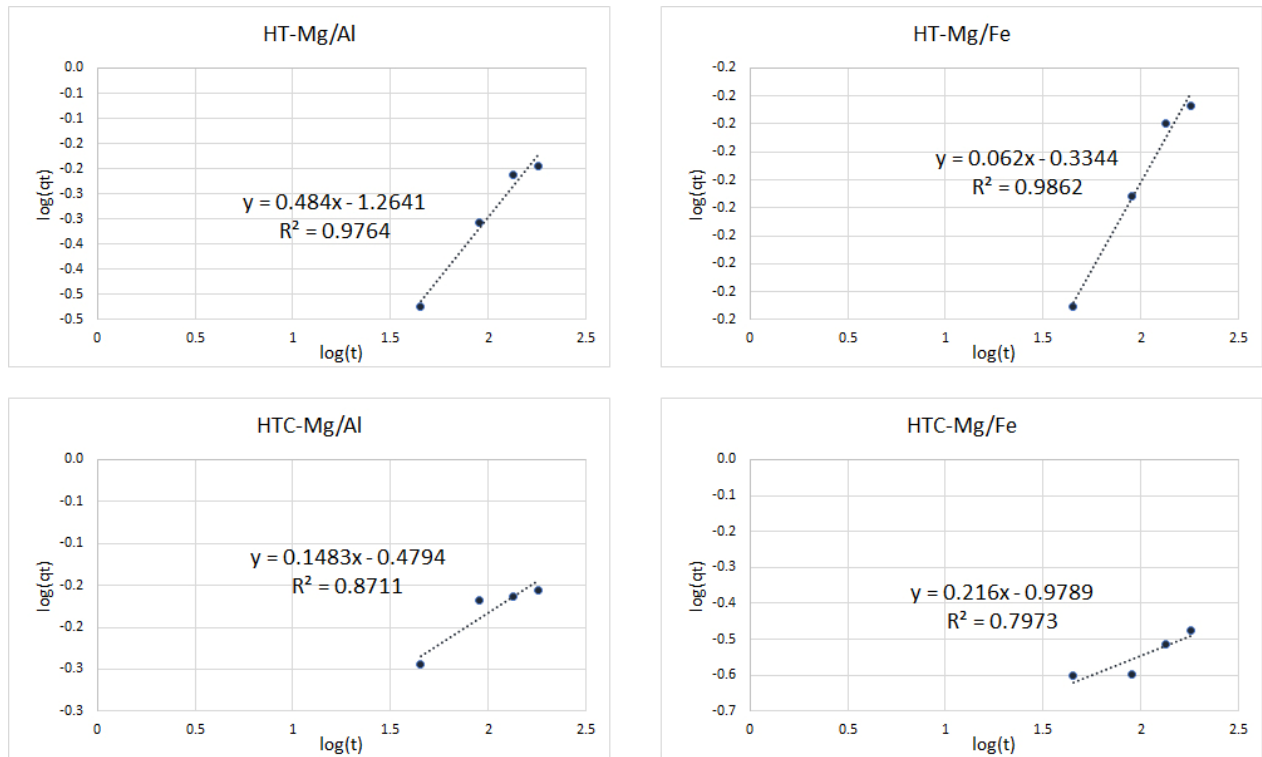 HT-Mg/Al
0.0
-0.1
-0.1
-0.2
-0.2
-0.3
-0.3
-0.4
-0.4
-0.5
-0.5
log(qt)
y = 0.484x - 1.2641
R² = 0.9764
0 0.5 1 1.5 2 2.5
log(t)
HT-Mg/Fe
-0.2
-0.2
-0.2
-0.2
-0.2
-0.2
-0.2
-0.2
-0.2
-0.2
log(qt)
y = 0.062x - 0.3344
R² = 0.9862
0 0.5 1 1.5 2 2.5
log(t)
HTC-Mg/Al
0.0
-0.1
-0.1
-0.2
-0.2
-0.3
-0.3
log(qt)
y = 0.1483x - 0.4794
R² = 0.8711
0 0.5 1 1.5 2 2.5
log(t)
HTC-Mg/Fe
0.0
-0.1
-0.2
-0.3
-0.4
-0.5
-0.6
-0.7
log(qt)
y = 0.216x - 0.9789
R² = 0.7973
0 0.5 1 1.5 2 2.5
log(t)